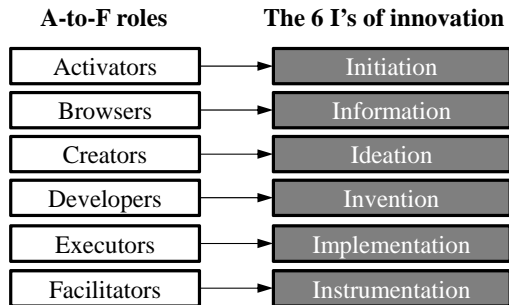 A-to-F roles The 6 I's of innovation
Activators Initiation
Browsers Information
Creators Ideation
Developers Invention
Executors Implementation
Facilitators Instrumentation